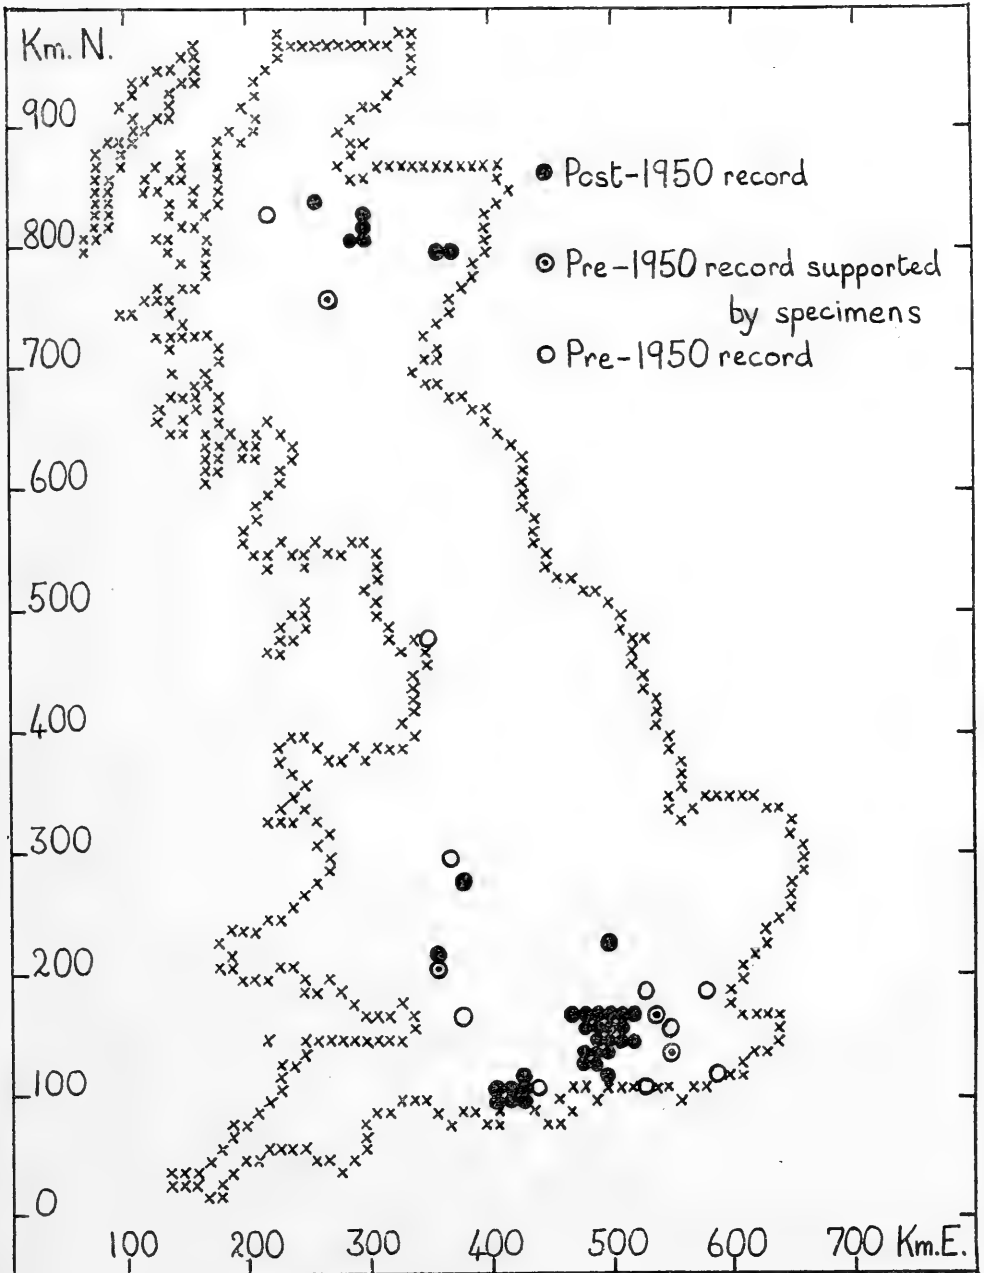 Km. N.
900
Post-1950 record
800
Pre-1950 record supported
by specimens
700
Pre-1950 record
600
500
400
300
200
100
0
100 200 300 400 500 600 700 Km.E.